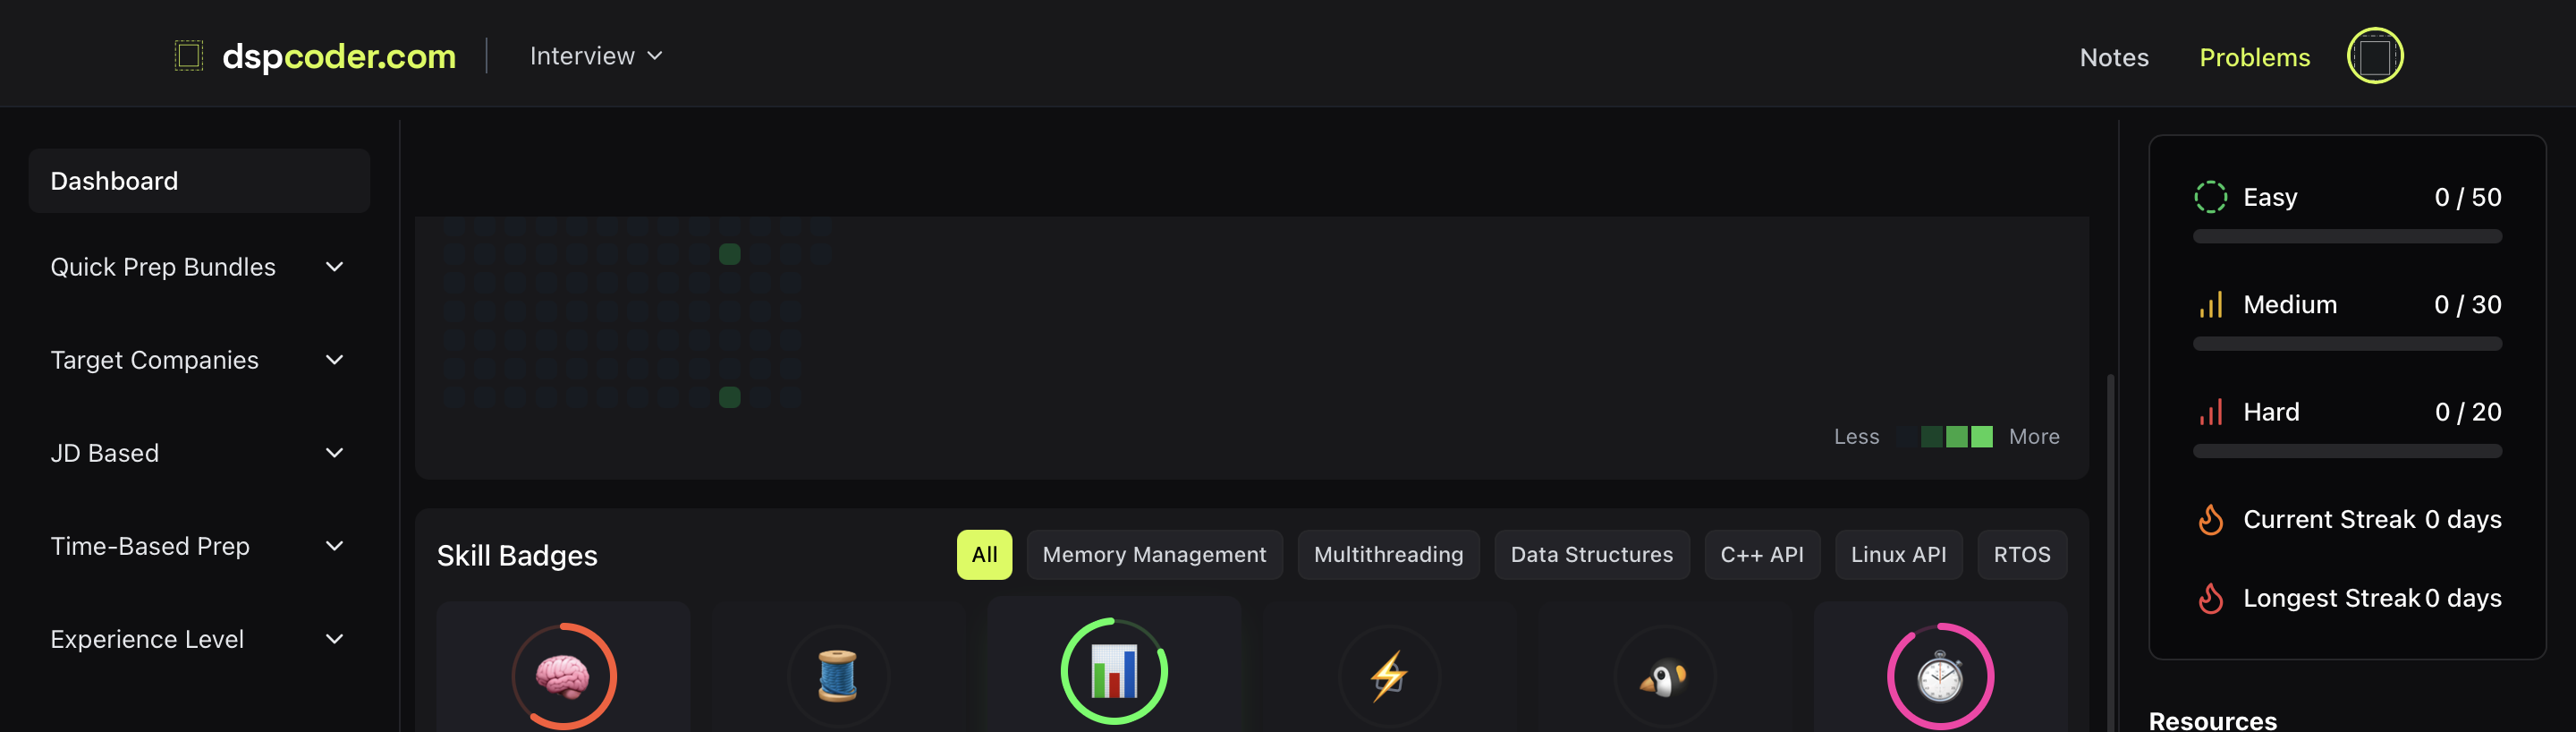 dspcoder.com
Interview
Notes
Problems
Dashboard
Quick Prep Bundles
Target Companies
JD Based
Time-Based Prep
Experience Level
Less
More
Skill Badges
All
Memory Management
Multithreading
Data Structures
C++ API
Linux API
RTOS
Easy 0 / 50
Medium 0 / 30
Hard 0 / 20
Current Streak 0 days
Longest Streak 0 days
Resources